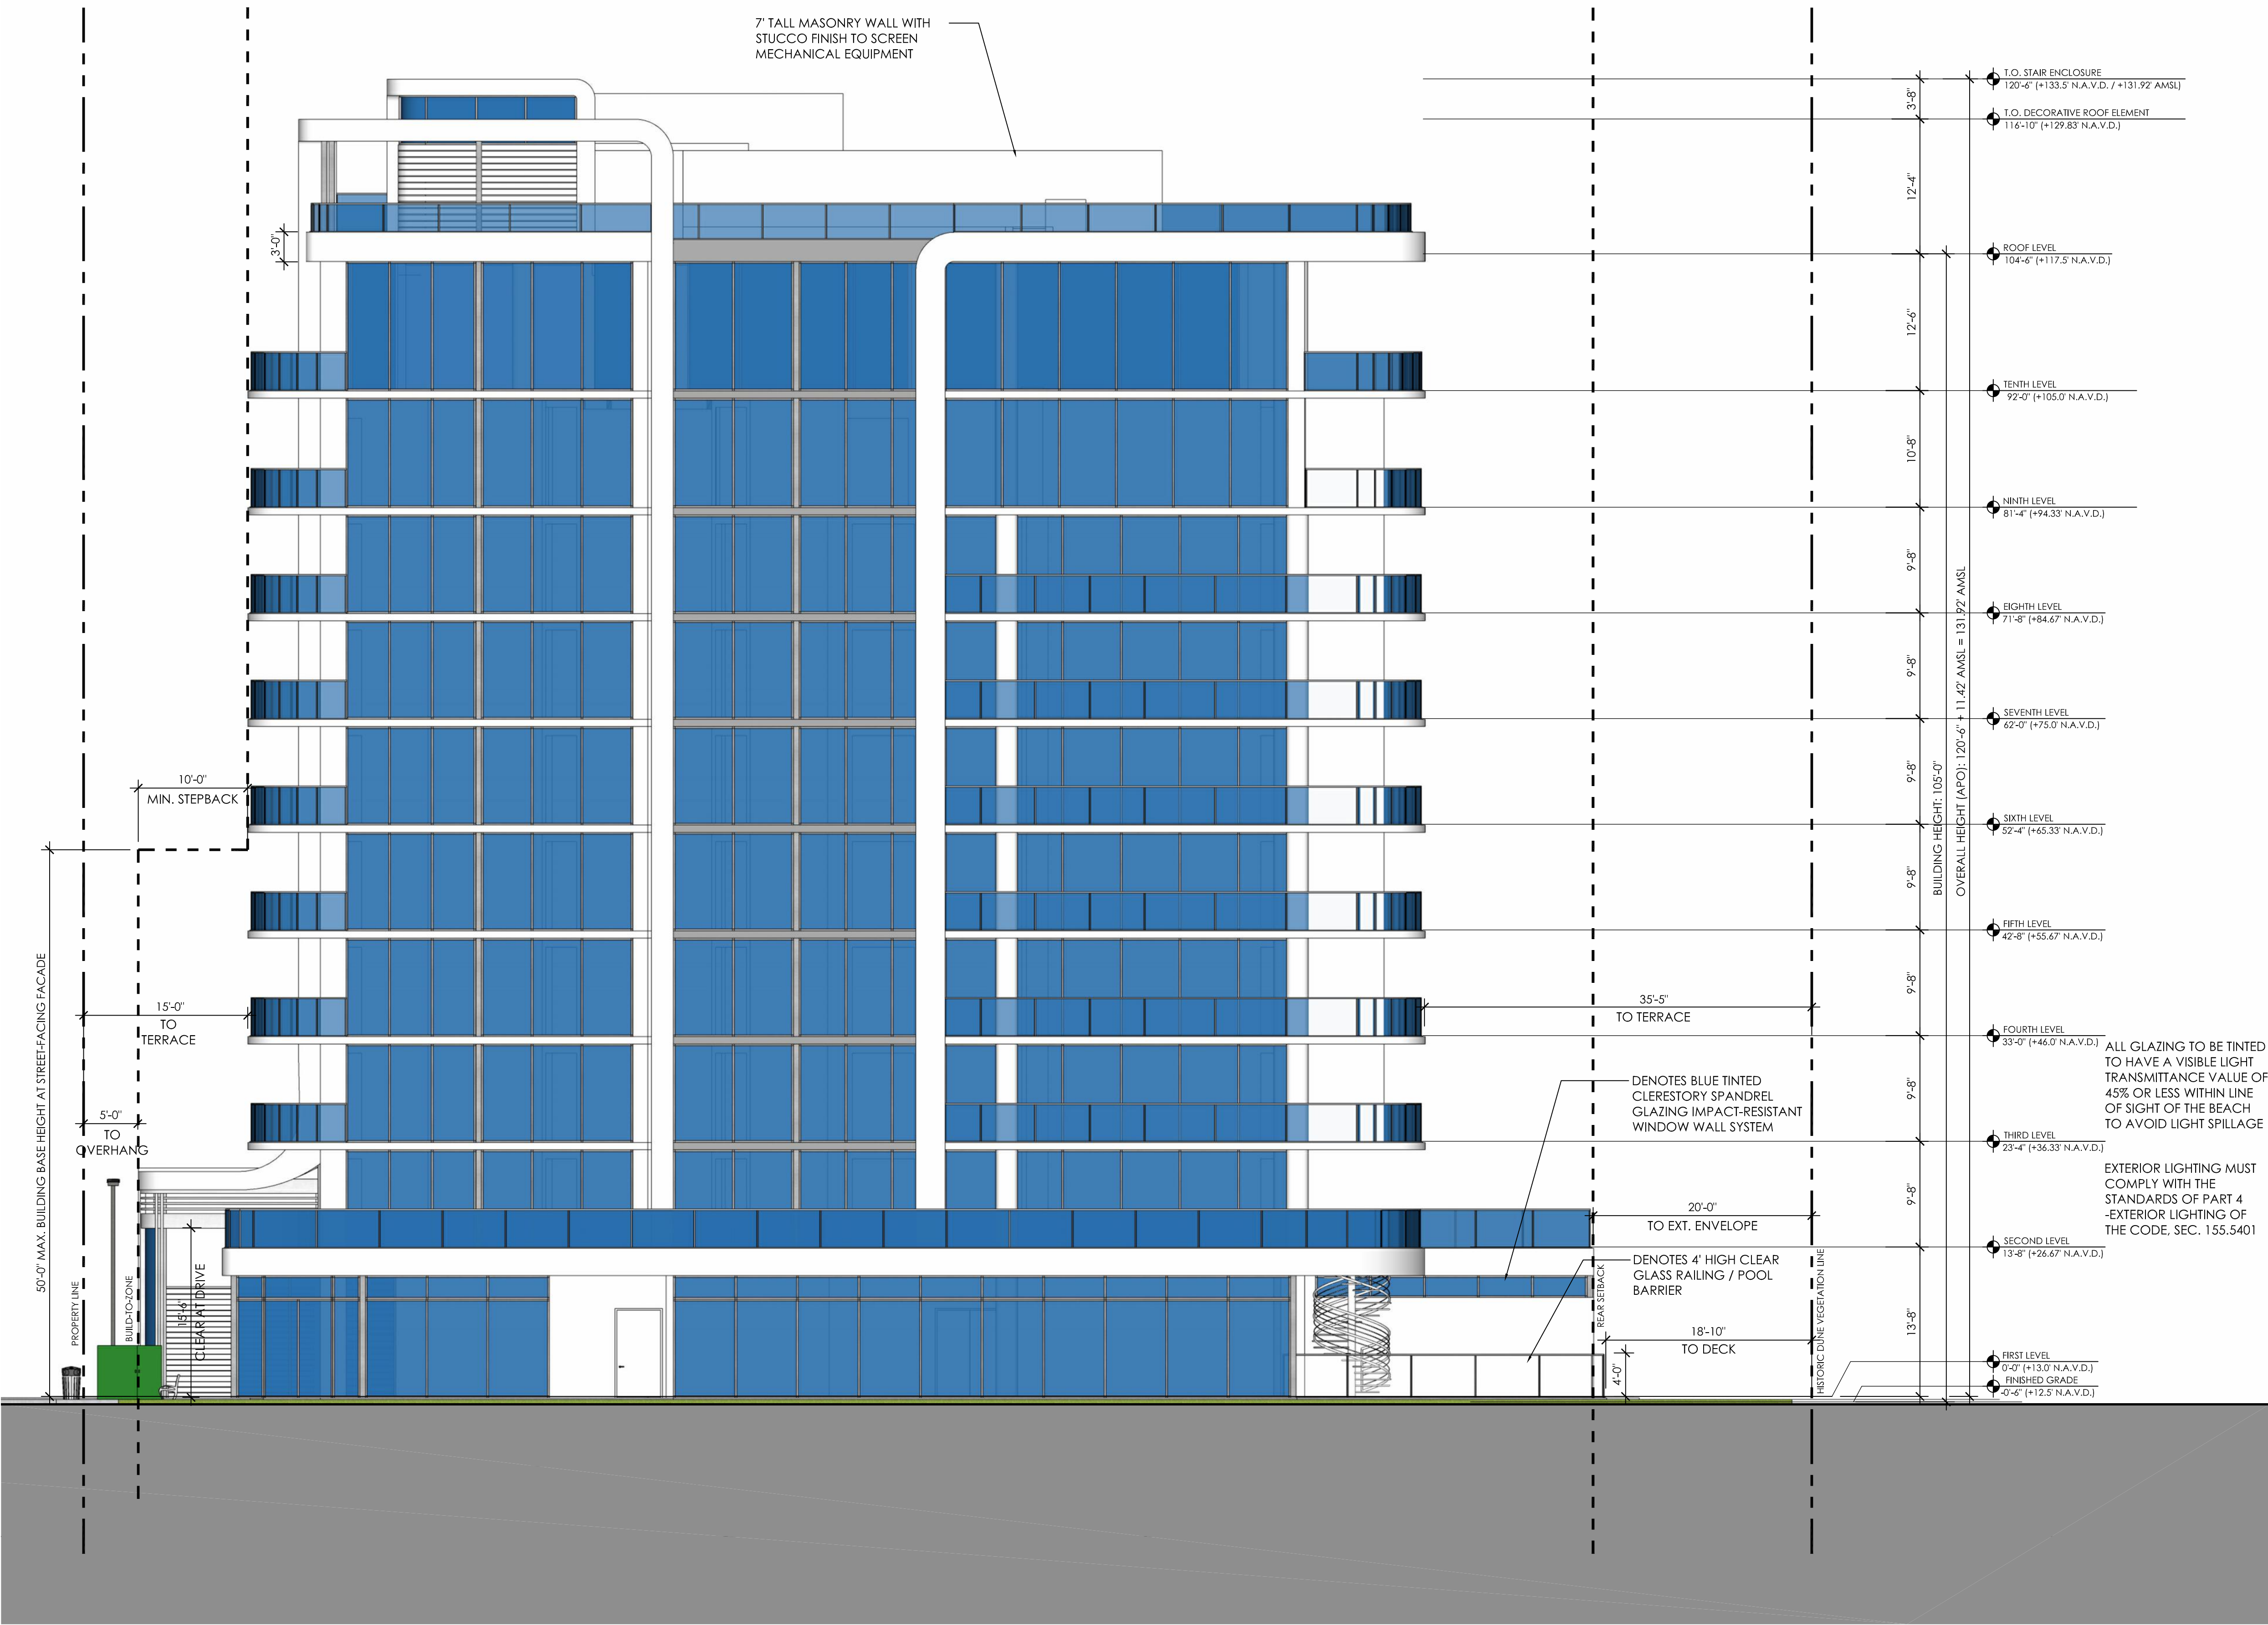 7' TALL MASONRY WALL WITH
STUCCO FINISH TO SCREEN
MECHANICAL EQUIPMENT
T.O. STAIR ENCLOSURE
120'-6" (+133.5' N.A.V.D. / +131.92' AMSL)
3'-8"
T.O. DECORATIVE ROOF ELEMENT
116'-10" (+129.83' N.A.V.D.)
12'-4"
3'-0"
ROOF LEVEL
104'-6" (+117.5' N.A.V.D.)
12'-6"
TENTH LEVEL
92'-0" (+105.0' N.A.V.D.)
10'-8"
NINTH LEVEL
81'-4" (+94.33' N.A.V.D.)
9'-8"
EIGHTH LEVEL
71'-8" (+84.67' N.A.V.D.)
9'-8"
SEVENTH LEVEL
62'-0" (+75.0' N.A.V.D.)
9'-8"
BUILDING HEIGHT: 105'-0"
OVERALL HEIGHT (APO): 120'-6" + 11.42' AMSL = 131.92' AMSL
10'-0"
MIN. STEPBACK
SIXTH LEVEL
52'-4" (+65.33' N.A.V.D.)
9'-8"
FIFTH LEVEL
42'-8" (+55.67' N.A.V.D.)
9'-8"
50'-0" MAX. BUILDING BASE HEIGHT AT STREET-FACING FACADE
15'-0"
TO
TERRACE
35'-5"
TO TERRACE
FOURTH LEVEL
33'-0" (+46.0' N.A.V.D.)
9'-8"
ALL GLAZING TO BE TINTED
TO HAVE A VISIBLE LIGHT
TRANSMITTANCE VALUE OF
45% OR LESS WITHIN LINE
OF SIGHT OF THE BEACH
TO AVOID LIGHT SPILLAGE
DENOTES BLUE TINTED
CLERESTORY SPANDREL
GLAZING IMPACT-RESISTANT
WINDOW WALL SYSTEM
5'-0"
TO
OVERHANG
THIRD LEVEL
23'-4" (+36.33' N.A.V.D.)
9'-8"
EXTERIOR LIGHTING MUST
COMPLY WITH THE
STANDARDS OF PART 4
-EXTERIOR LIGHTING OF
THE CODE, SEC. 155.5401
20'-0"
TO EXT. ENVELOPE
SECOND LEVEL
13'-8" (+26.67' N.A.V.D.)
DENOTES 4' HIGH CLEAR
GLASS RAILING / POOL
BARRIER
PROPERTY LINE
BUILD-TO-ZONE
15'-6"
CLEAR AT DRIVE
REAR SETBACK
18'-10"
TO DECK
4'-0"
HISTORIC DUNE VEGETATION LINE
13'-8"
FIRST LEVEL
0'-0" (+13.0' N.A.V.D.)
FINISHED GRADE
-0'-6" (+12.5' N.A.V.D.)